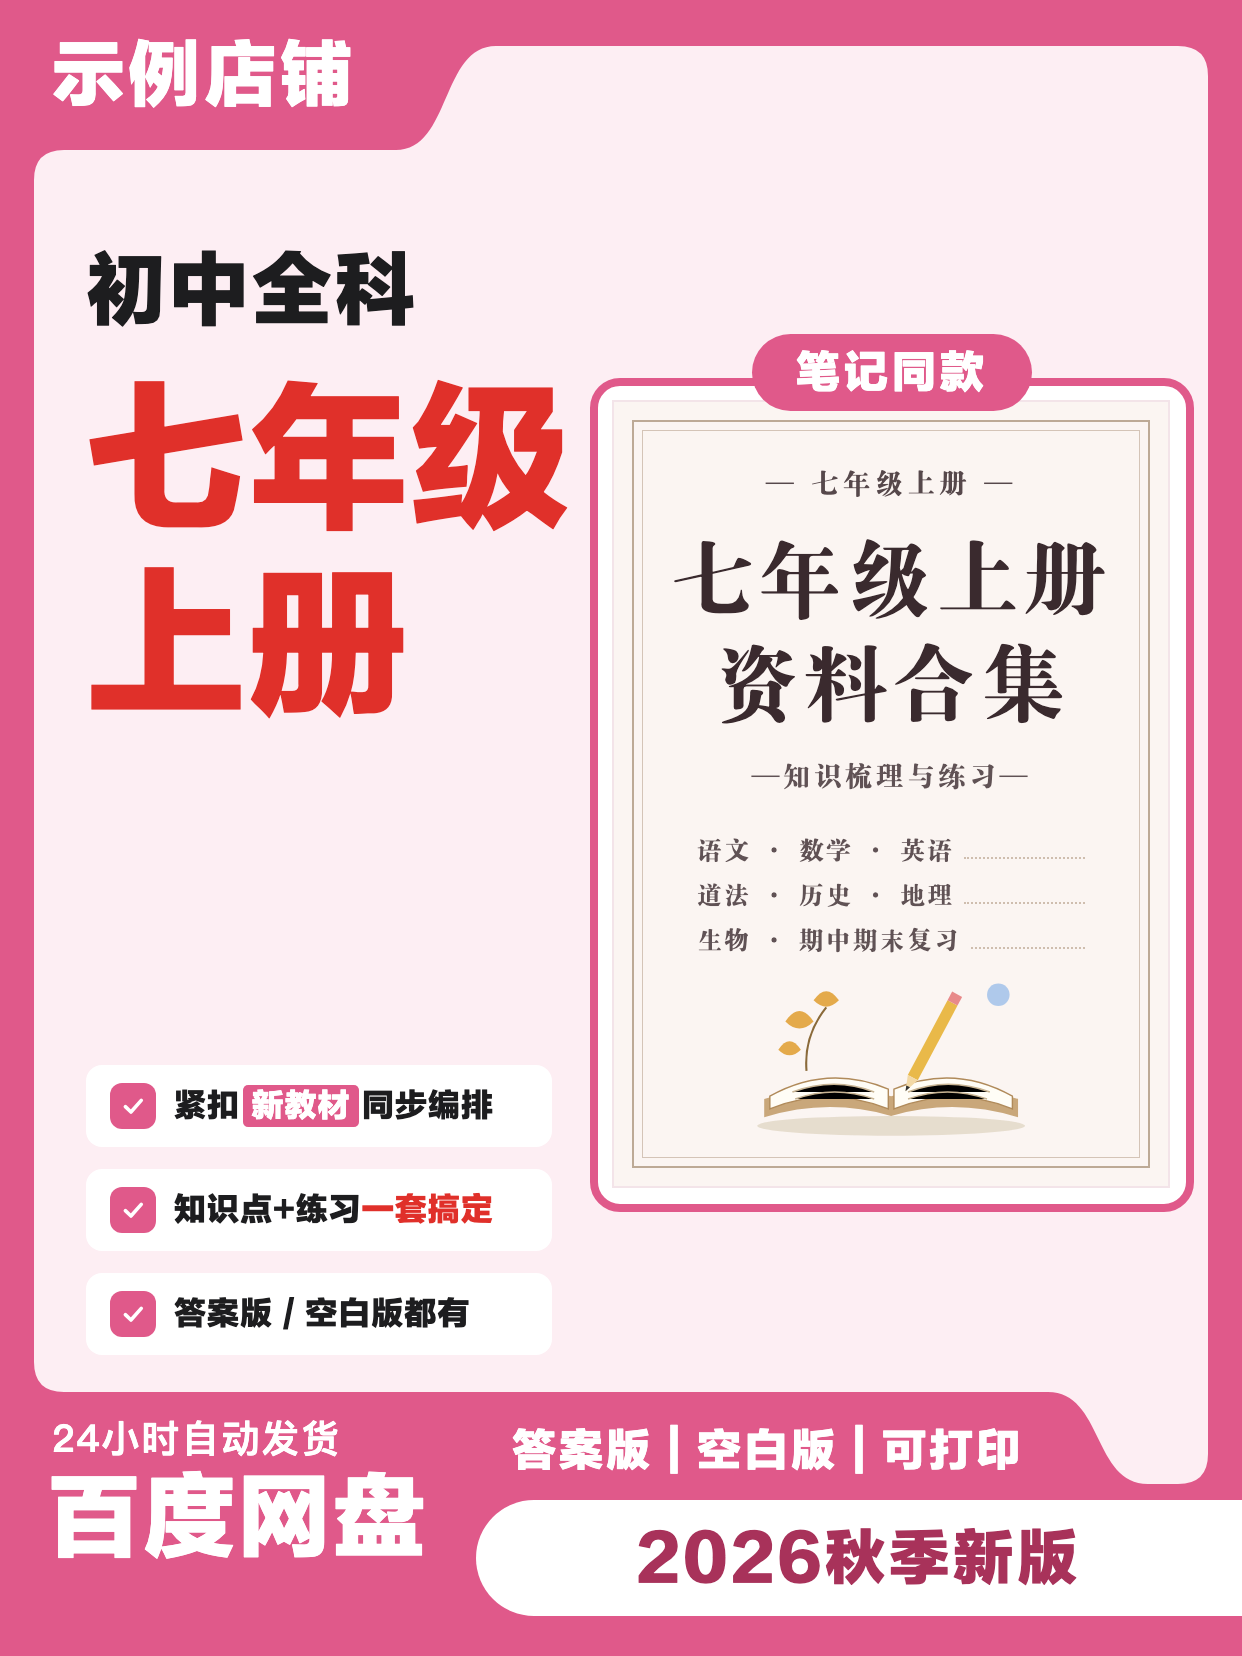 示例店铺
初中全科
七年级
上册
笔记同款
— 七年级上册 —
七年级上册
资料合集
—知识梳理与练习—
语文 · 数学 · 英语
道法 · 历史 · 地理
生物 · 期中期末复习
紧扣新教材同步编排
知识点+练习一套搞定
答案版 / 空白版都有
24小时自动发货
百度网盘
答案版 | 空白版 | 可打印
2026秋季新版